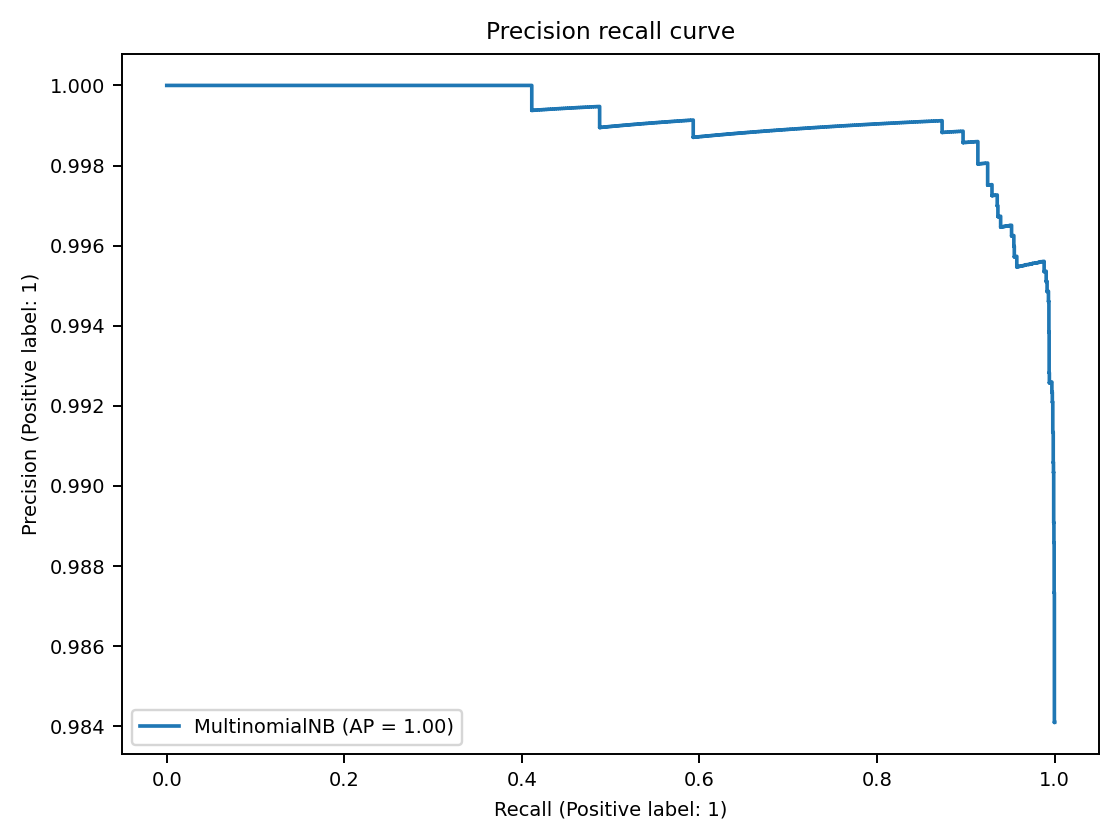 Precision recall curve
1.000
0.998
0.996
0.994
0.992
0.990
0.988
0.986
0.984
Precision (Positive label: 1)
MultinomialNB (AP = 1.00)
0.0 0.2 0.4 0.6 0.8 1.0
Recall (Positive label: 1)